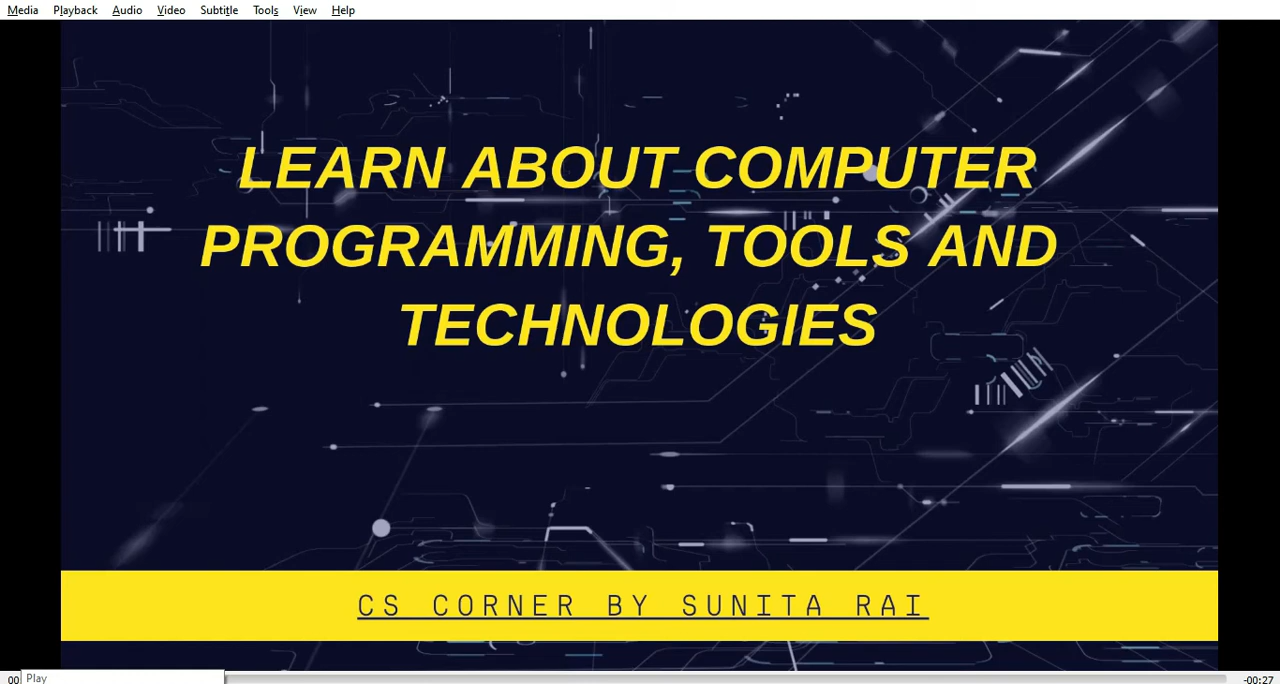 Media Playback Audio Video Subtitle Tools View Help
LEARN ABOUT COMPUTER
PROGRAMMING, TOOLS AND
TECHNOLOGIES
CS CORNER BY SUNITA RAI
00 Play -00:27